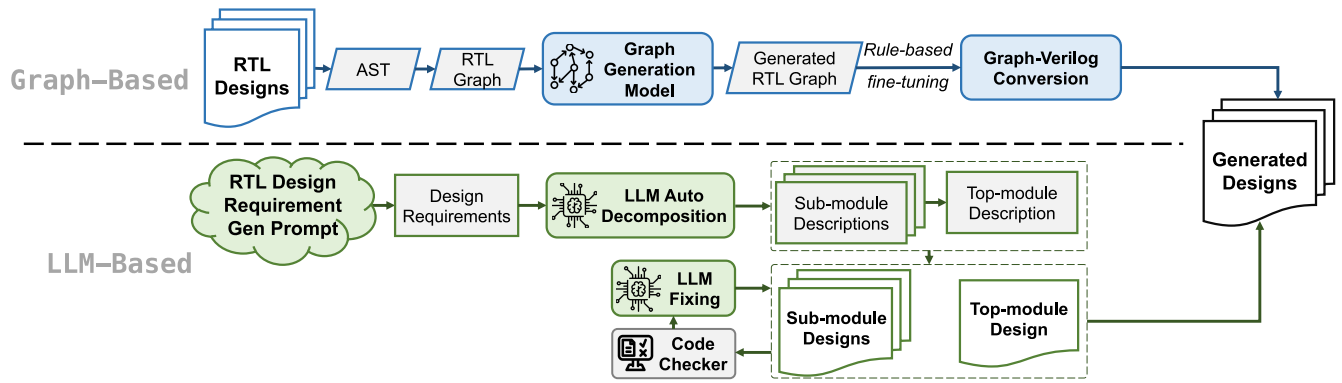 Graph-Based
RTL
Designs
AST
RTL
Graph
Graph
Generation
Model
Generated
RTL Graph
Rule-based
fine-tuning
Graph-Verilog
Conversion
Generated
Designs
LLM-Based
RTL Design
Requirement
Gen Prompt
Design
Requirements
LLM Auto
Decomposition
Sub-module
Descriptions
Top-module
Description
LLM
Fixing
Code
Checker
Sub-module
Designs
Top-module
Design